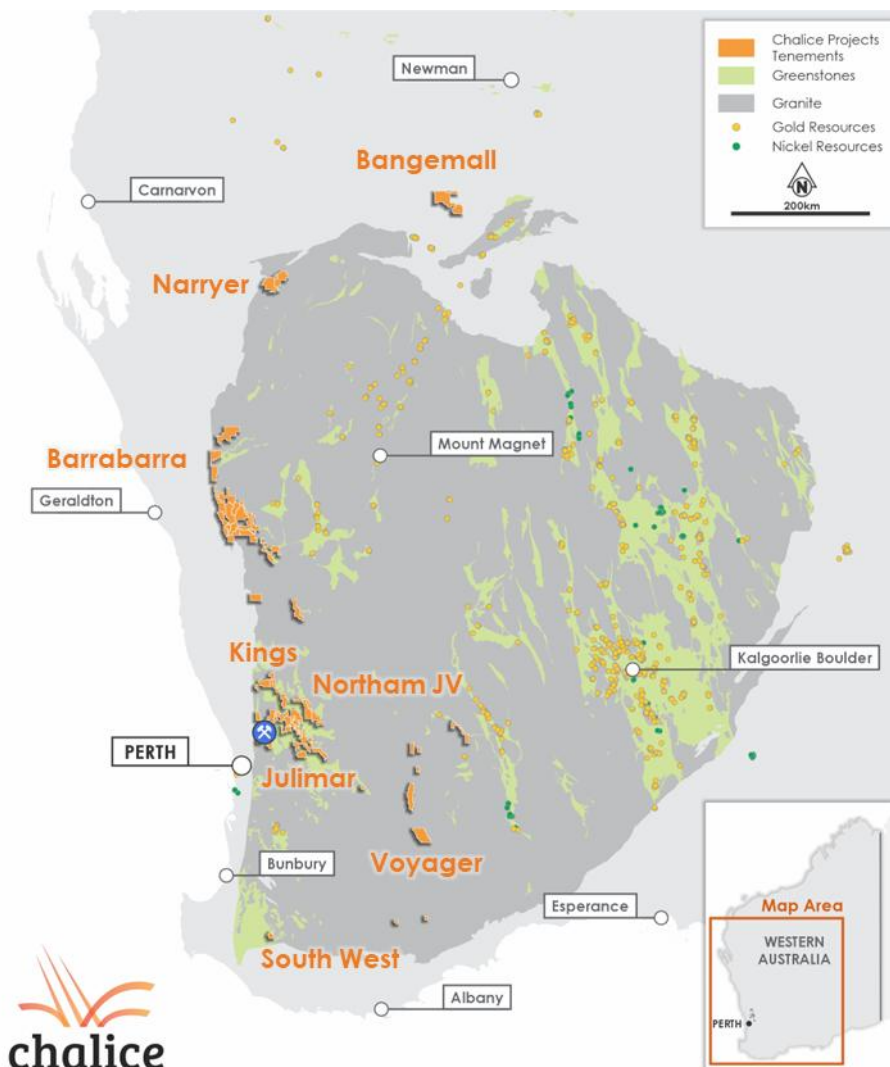 Chalice Projects
Tenements
Greenstones
Granite
Gold Resources
Nickel Resources
N
200km
Newman
Bangemall
Carnarvon
Narryer
Mount Magnet
Barrabarra
Geraldton
Kings
Northam JV
Kalgoorlie Boulder
PERTH
Julimar
Voyager
Bunbury
Esperance
South West
Albany
Map Area
WESTERN
AUSTRALIA
PERTH
chalice